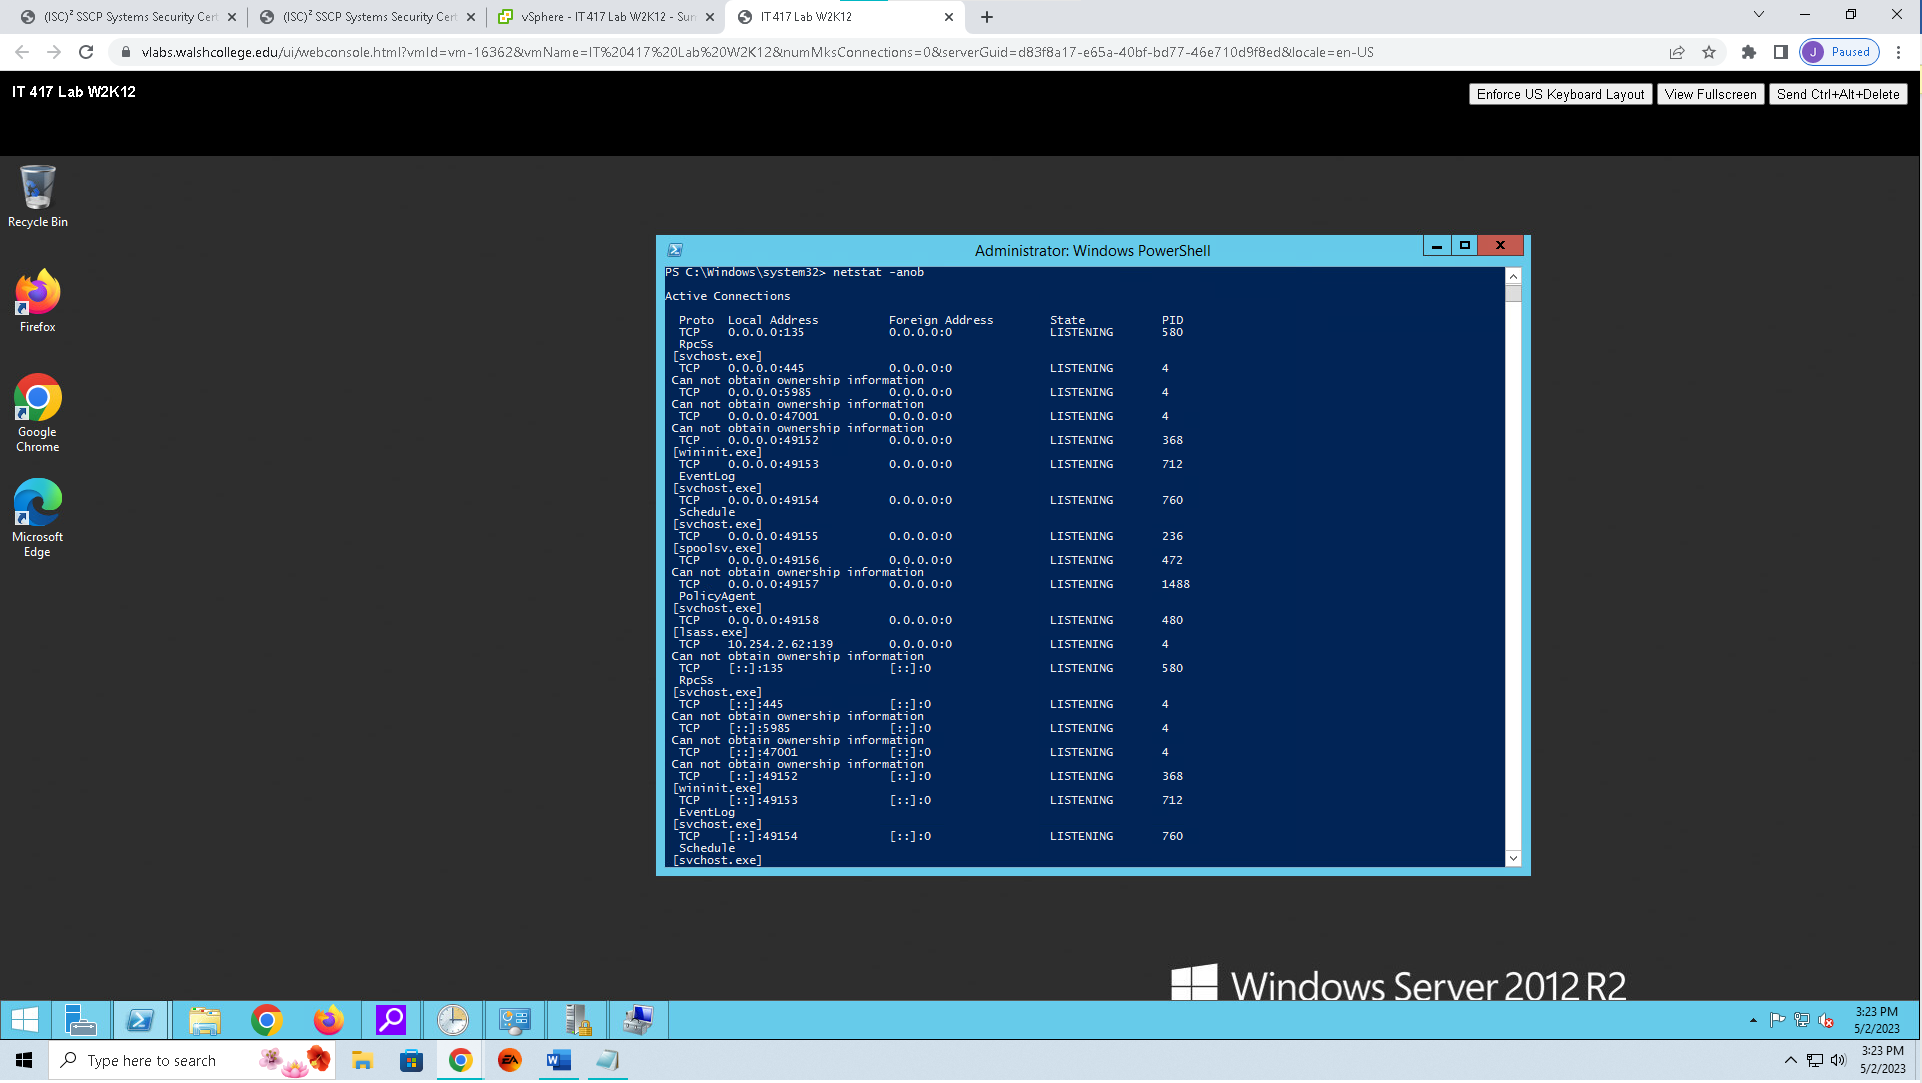 (ISC)² SSCP Systems Security Cert
(ISC)² SSCP Systems Security Cert
vSphere - IT 417 Lab W2K12 - Sum
IT 417 Lab W2K12
vlabs.walshcollege.edu/ui/webconsole.html?vmId=vm-16362&vmName=IT%20417%20Lab%20W2K12&numMksConnections=0&serverGuid=d83f8a17-e65a-40bf-bd77-46e710d9f8ed&locale=en-US
J Paused
IT 417 Lab W2K12
Enforce US Keyboard Layout
View Fullscreen
Send Ctrl+Alt+Delete
Recycle Bin
Firefox
Google
Chrome
Microsoft
Edge
Administrator: Windows PowerShell
PS C:\Windows\system32> netstat -anob
Active Connections
Proto Local Address Foreign Address State PID
TCP 0.0.0.0:135 0.0.0.0:0 LISTENING 580
RpcSs
[svchost.exe]
TCP 0.0.0.0:445 0.0.0.0:0 LISTENING 4
Can not obtain ownership information
TCP 0.0.0.0:5985 0.0.0.0:0 LISTENING 4
Can not obtain ownership information
TCP 0.0.0.0:47001 0.0.0.0:0 LISTENING 4
Can not obtain ownership information
TCP 0.0.0.0:49152 0.0.0.0:0 LISTENING 368
[wininit.exe]
TCP 0.0.0.0:49153 0.0.0.0:0 LISTENING 712
EventLog
[svchost.exe]
TCP 0.0.0.0:49154 0.0.0.0:0 LISTENING 760
Schedule
[svchost.exe]
TCP 0.0.0.0:49155 0.0.0.0:0 LISTENING 236
[spoolsv.exe]
TCP 0.0.0.0:49156 0.0.0.0:0 LISTENING 472
Can not obtain ownership information
TCP 0.0.0.0:49157 0.0.0.0:0 LISTENING 1488
PolicyAgent
[svchost.exe]
TCP 0.0.0.0:49158 0.0.0.0:0 LISTENING 480
[lsass.exe]
TCP 10.254.2.62:139 0.0.0.0:0 LISTENING 4
Can not obtain ownership information
TCP [::]:135 [::]:0 LISTENING 580
RpcSs
[svchost.exe]
TCP [::]:445 [::]:0 LISTENING 4
Can not obtain ownership information
TCP [::]:5985 [::]:0 LISTENING 4
Can not obtain ownership information
TCP [::]:47001 [::]:0 LISTENING 4
Can not obtain ownership information
TCP [::]:49152 [::]:0 LISTENING 368
[wininit.exe]
TCP [::]:49153 [::]:0 LISTENING 712
EventLog
[svchost.exe]
TCP [::]:49154 [::]:0 LISTENING 760
Schedule
[svchost.exe]
Windows Server 2012 R2
3:23 PM
5/2/2023
Type here to search
EA
W
3:23 PM
5/2/2023